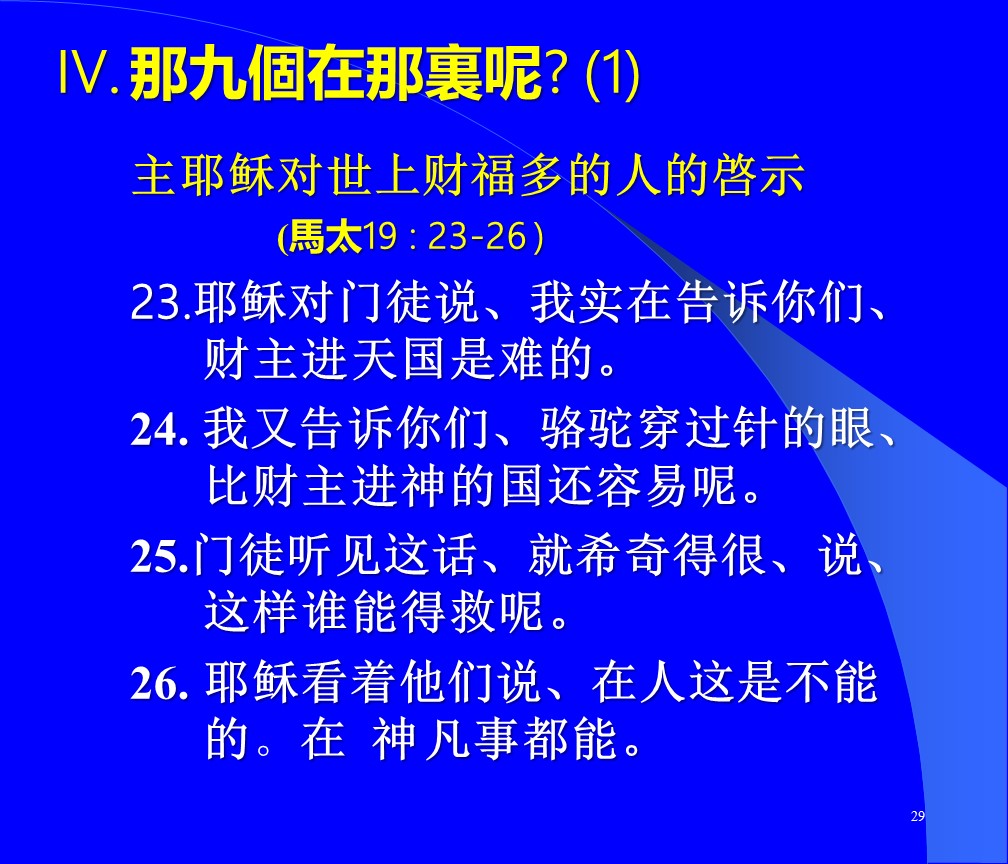 IV. 那九個在那裏呢? (1)
主耶稣对世上财福多的人的啓示
(馬太19 : 23-26 )
23.耶稣对门徒说、我实在告诉你们、
财主进天国是难的。
24. 我又告诉你们、骆驼穿过针的眼、
比财主进神的国还容易呢。
25.门徒听见这话、就希奇得很、说、
这样谁能得救呢。
26. 耶稣看着他们说、在人这是不能
的。在 神凡事都能。
29